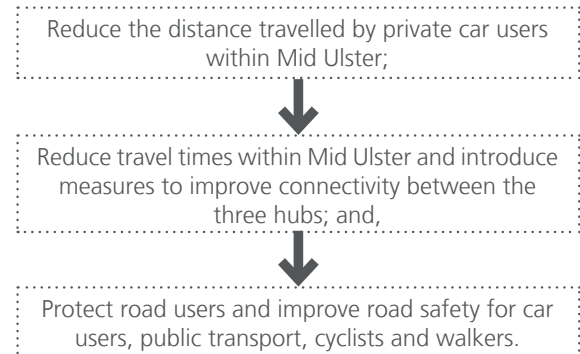 Reduce the distance travelled by private car users
within Mid Ulster;
Reduce travel times within Mid Ulster and introduce
measures to improve connectivity between the
three hubs; and,
Protect road users and improve road safety for car
users, public transport, cyclists and walkers.